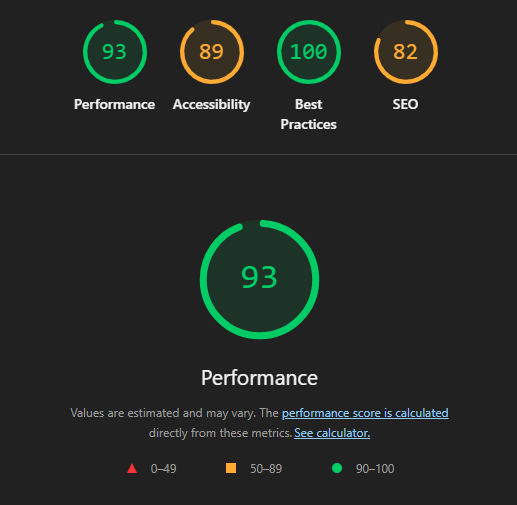 93 89 100 82
Performance Accessibility Best Practices SEO
93
Performance
Values are estimated and may vary. The performance score is calculated
directly from these metrics. See calculator.
0–49 50–89 90–100